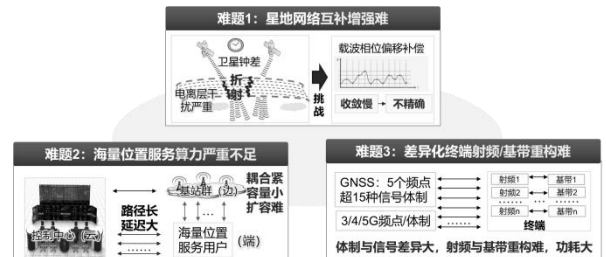 难题1：星地网络互补增强难
卫星钟差
折
射
电离层干
扰严重
挑
战
载波相位偏移补偿
收敛慢
不精确
难题2：海量位置服务算力严重不足
控制中心（云）
路径长
延迟大
……
基站群（边）
耦合紧
容量小
扩容难
…
海量位置
服务用户
（端）
难题3：差异化终端射频/基带重构难
GNSS：5个频点
超15种信号体制
3/4/5G频点/体制
……
射频1
基带1
射频2
基带2
……
……
射频n
基带n
终端
体制与信号差异大，射频与基带重构难，功耗大